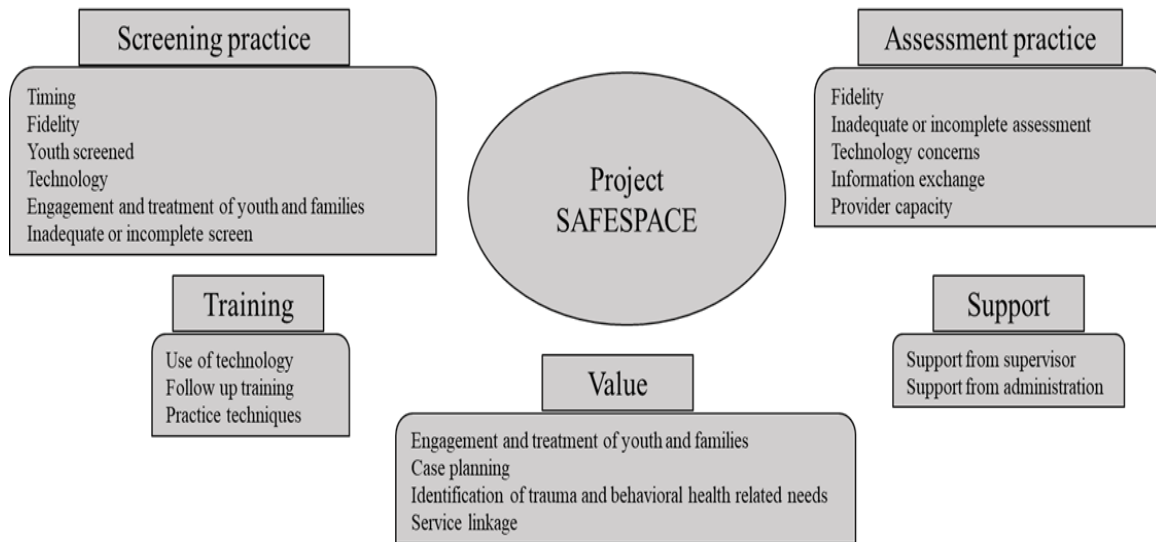 Screening practice
Timing
Fidelity
Youth screened
Technology
Engagement and treatment of youth and families
Inadequate or incomplete screen
Project
SAFESPACE
Assessment practice
Fidelity
Inadequate or incomplete assessment
Technology concerns
Information exchange
Provider capacity
Training
Use of technology
Follow up training
Practice techniques
Value
Engagement and treatment of youth and families
Case planning
Identification of trauma and behavioral health related needs
Service linkage
Support
Support from supervisor
Support from administration